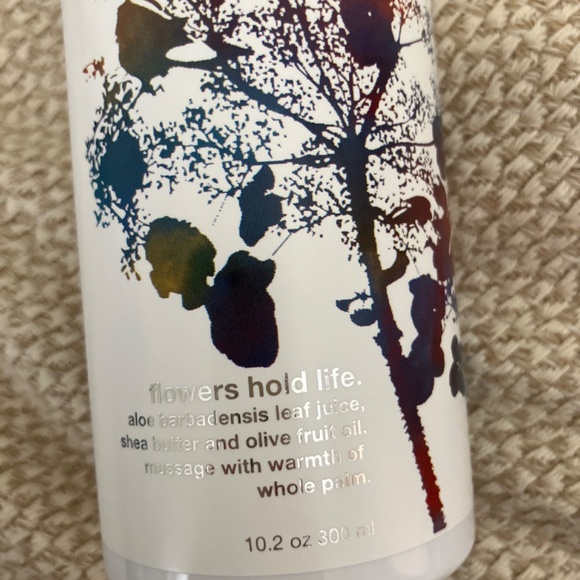 flowers hold life.
aloe barbadensis leaf juice,
shea butter and olive fruit oil.
massage with warmth of
whole palm.
10.2 oz 300 ml